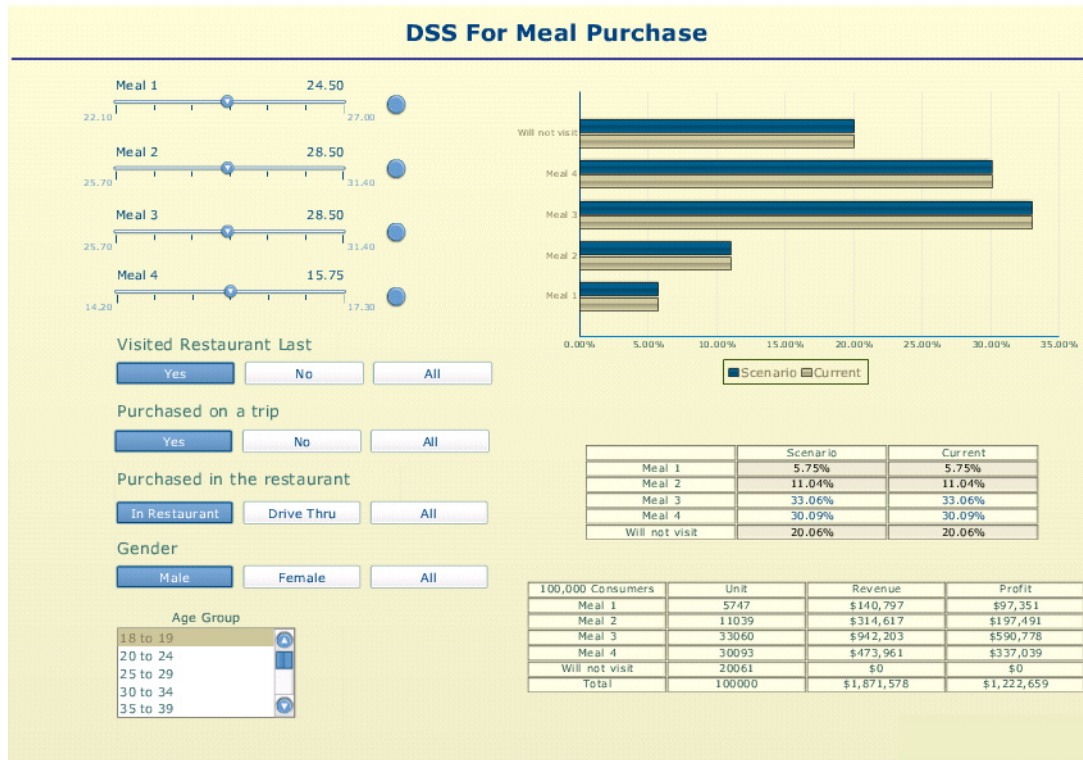 DSS For Meal Purchase
Meal 1 24.50
22.10 27.00
Meal 2 28.50
25.70 31.40
Meal 3 28.50
25.70 31.40
Meal 4 15.75
14.20 17.30
Visited Restaurant Last
Yes No All
Purchased on a trip
Yes No All
Purchased in the restaurant
In Restaurant Drive Thru All
Gender
Male Female All
Age Group
18 to 19
20 to 24
25 to 29
30 to 34
35 to 39
Will not visit
Meal 4
Meal 3
Meal 2
Meal 1
0.00% 5.00% 10.00% 15.00% 20.00% 25.00% 30.00% 35.00%
Scenario Current
Scenario Current
Meal 1 5.75% 5.75%
Meal 2 11.04% 11.04%
Meal 3 33.06% 33.06%
Meal 4 30.09% 30.09%
Will not visit 20.06% 20.06%
100,000 Consumers Unit Revenue Profit
Meal 1 5747 $140,797 $97,351
Meal 2 11039 $314,617 $197,491
Meal 3 33060 $942,203 $590,778
Meal 4 30093 $473,961 $337,039
Will not visit 20061 $0 $0
Total 100000 $1,871,578 $1,222,659